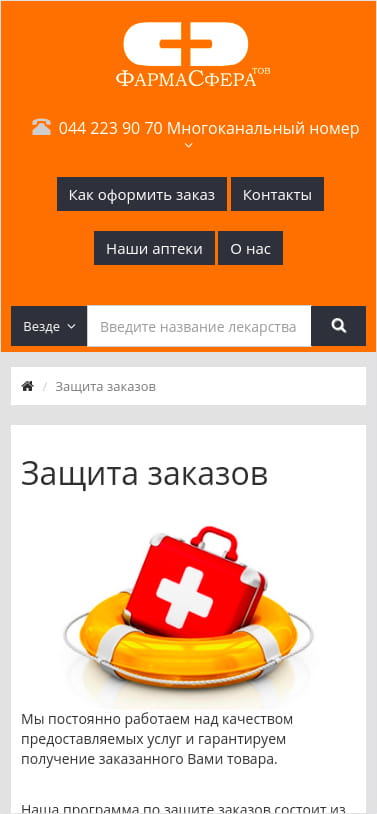 ФармаСфера ТОВ
044 223 90 70 Многоканальный номер
Как оформить заказ Контакты
Наши аптеки О нас
Везде Введите название лекарства
/ Защита заказов
Защита заказов
Мы постоянно работаем над качеством
предоставляемых услуг и гарантируем
получение заказанного Вами товара.
Наша программа по защите заказов состоит из